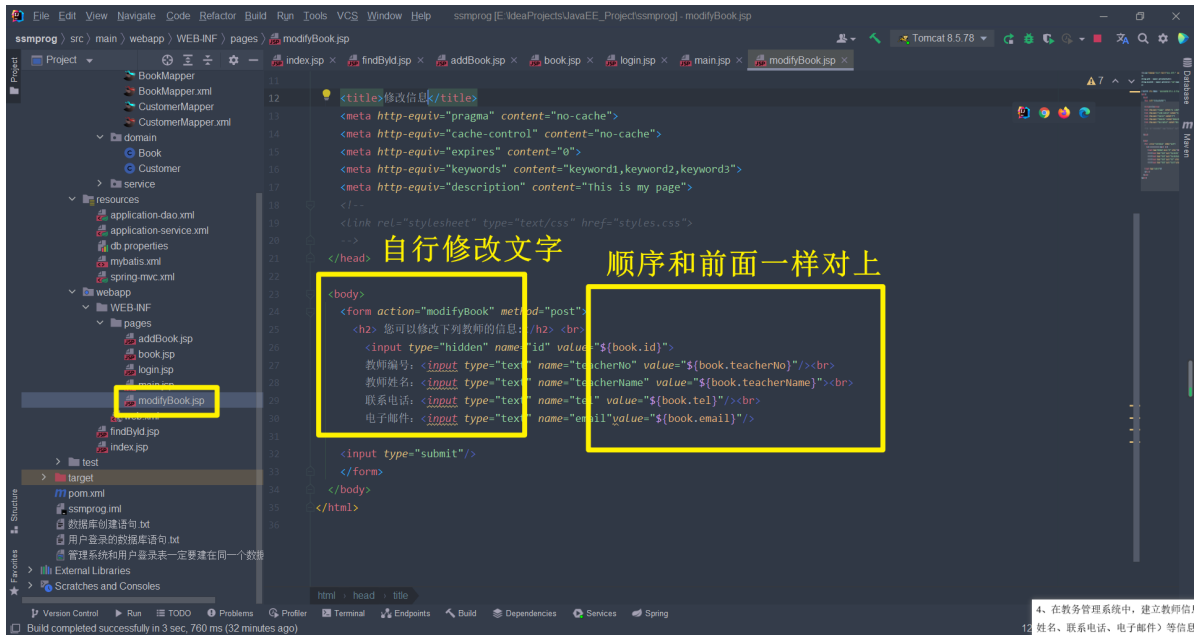 File Edit View Navigate Code Refactor Build Run Tools VCS Window Help ssmprog [E:\IdeaProjects\JavaEE_Project\ssmprog] - modifyBook.jsp
ssmprog 〉 src 〉 main 〉 webapp 〉 WEB-INF 〉 pages 〉 modifyBook.jsp
Tomcat 8.5.78
Project
index.jsp × findById.jsp × addBook.jsp × book.jsp × login.jsp × main.jsp × modifyBook.jsp ×
Project
Structure
Favorites
Database
Maven
7
BookMapper
BookMapper.xml
CustomerMapper
CustomerMapper.xml
domain
Book
Customer
service
resources
application-dao.xml
application-service.xml
db.properties
mybatis.xml
spring-mvc.xml
webapp
WEB-INF
pages
addBook.jsp
book.jsp
login.jsp
main.jsp
modifyBook.jsp
findById.jsp
index.jsp
test
target
pom.xml
ssmprog.iml
数据库创建语句.txt
用户登录的数据库语句.txt
管理系统和用户登录表一定要建在同一个数据
External Libraries
Scratches and Consoles
11
12 <title>修改信息</title>
13 <meta http-equiv="pragma" content="no-cache">
14 <meta http-equiv="cache-control" content="no-cache">
15 <meta http-equiv="expires" content="0">
16 <meta http-equiv="keywords" content="keyword1,keyword2,keyword3">
17 <meta http-equiv="description" content="This is my page">
18 <!--
19 <link rel="stylesheet" type="text/css" href="styles.css">
20 -->
21 </head>
22
23 <body>
24 <form action="modifyBook" method="post">
25 <h2> 您可以修改下列教师的信息:</h2> <br>
26 <input type="hidden" name="id" value="${book.id}">
27 教师编号: <input type="text" name="teacherNo" value="${book.teacherNo}"/><br>
28 教师姓名: <input type="text" name="teacherName" value="${book.teacherName}"><br>
29 联系电话: <input type="text" name="tel" value="${book.tel}"/><br>
30 电子邮件: <input type="text" name="email"value="${book.email}"/>
31
32 <input type="submit"/>
33 </form>
34 </body>
35 </html>
36
自行修改文字
顺序和前面一样对上
html 〉 head 〉 title
Version Control Run TODO Problems Profiler Terminal Endpoints Build Dependencies Services Spring
Build completed successfully in 3 sec, 760 ms (32 minutes ago)
12
4、在教务管理系统中，建立教师信息
姓名、联系电话、电子邮件）等信息